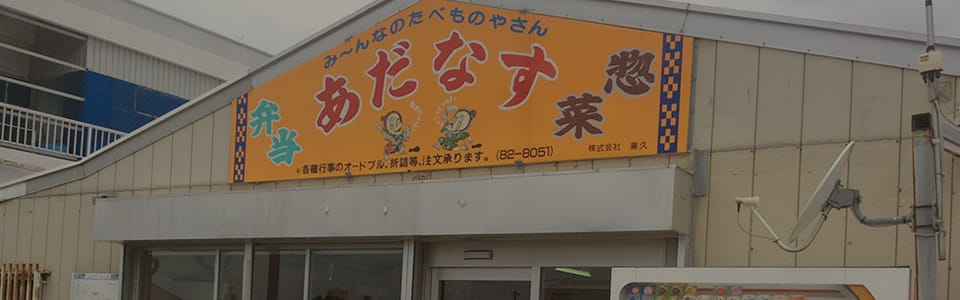 み〜んなのたべものやさん
あだなす
弁当
惣菜
※各種行事のオードブル、折詰等、注文承ります。(82-8051)
株式会社 兼久